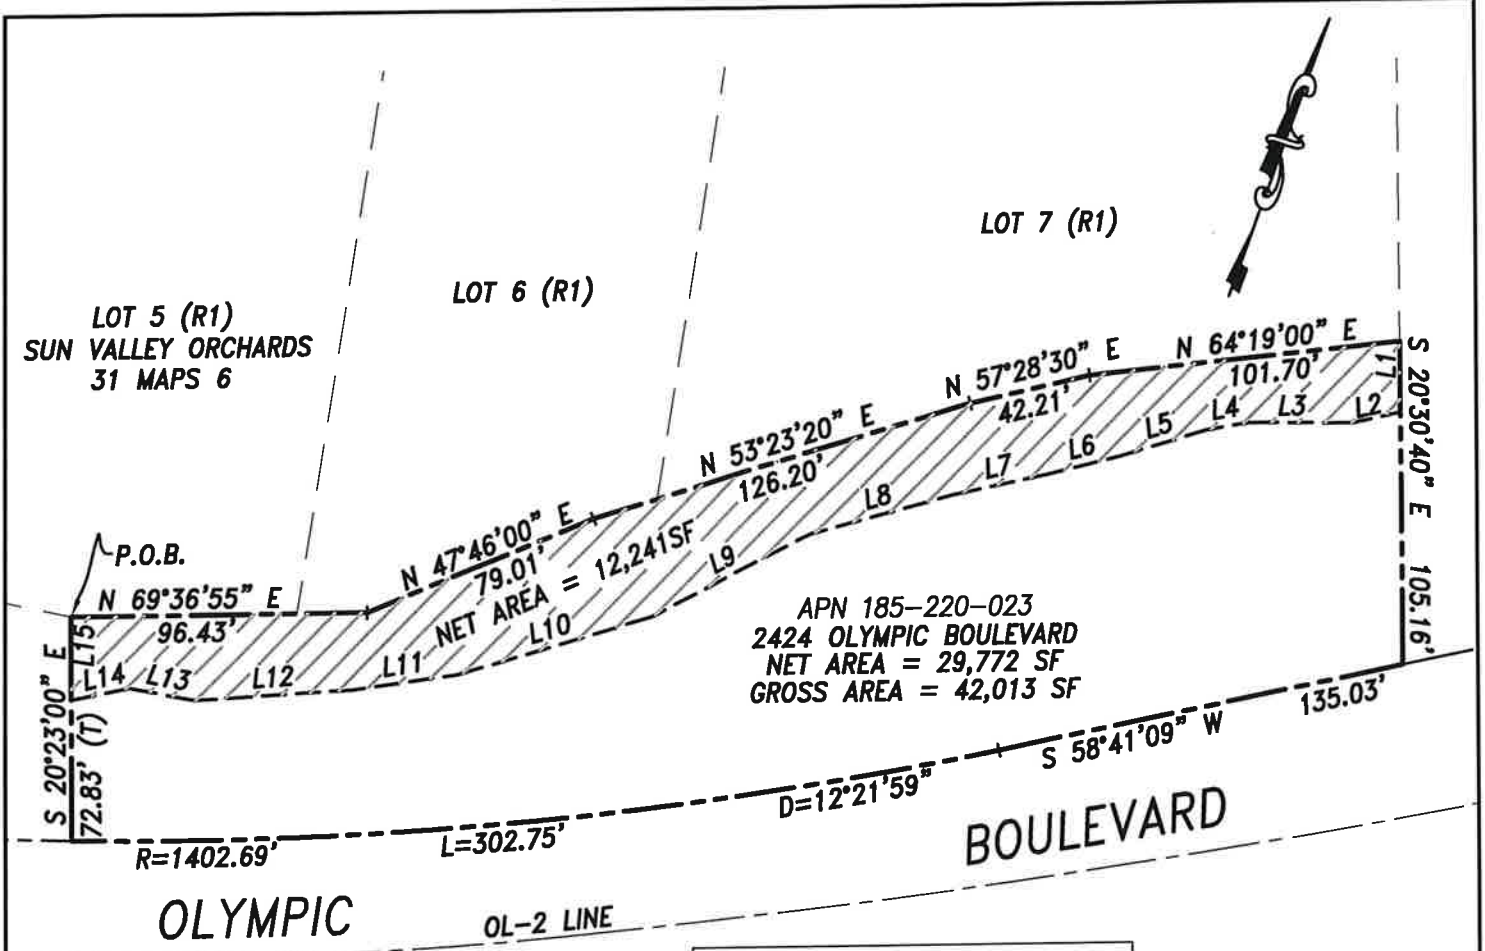 LOT 7 (R1)
LOT 6 (R1)
LOT 5 (R1)
SUN VALLEY ORCHARDS
31 MAPS 6
P.O.B.
N 69°36'55" E
96.43'
N 47°46'00" E
79.01'
N 53°23'20" E
126.20'
N 57°28'30" E
42.21'
N 64°19'00" E
101.70'
S 20°30'40" E 105.16'
L1
L2
L3
L4
L5
L6
L7
L8
L9
L10
L11
L12
L13
L14
L15
NET AREA = 12,241SF
APN 185-220-023
2424 OLYMPIC BOULEVARD
NET AREA = 29,772 SF
GROSS AREA = 42,013 SF
S 20°23'00" E
72.83' (T)
R=1402.69'
L=302.75'
D=12°21'59"
S 58°41'09" W
135.03'
OLYMPIC BOULEVARD
OL-2 LINE